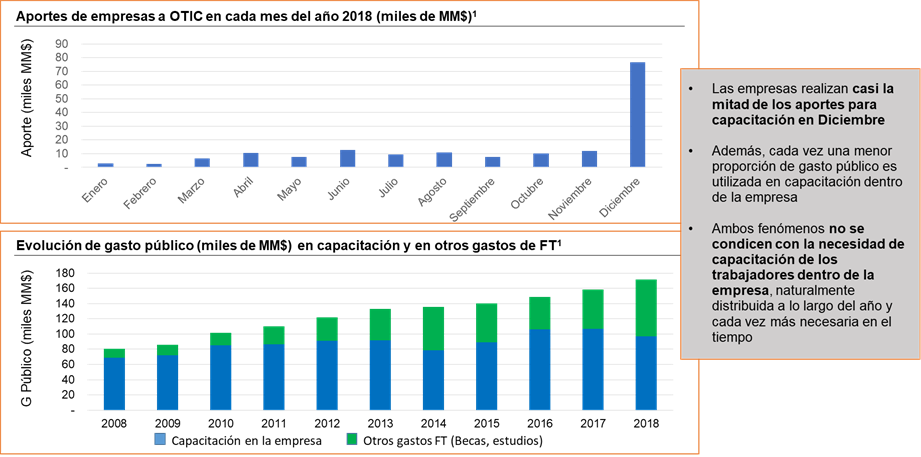 Aportes de empresas a OTIC en cada mes del año 2018 (miles de MM$)¹
Aporte (miles MM$)
90
80
70
60
50
40
30
20
10
-
Enero
Febrero
Marzo
Abril
Mayo
Junio
Julio
Agosto
Septiembre
Octubre
Noviembre
Diciembre
Evolución de gasto público (miles de MM$) en capacitación y en otros gastos de FT¹
G Público (miles MM$)
180
160
140
120
100
80
60
40
20
-
2008 2009 2010 2011 2012 2013 2014 2015 2016 2017 2018
Capacitación en la empresa
Otros gastos FT (Becas, estudios)
• Las empresas realizan casi la
mitad de los aportes para
capacitación en Diciembre
• Además, cada vez una menor
proporción de gasto público es
utilizada en capacitación dentro
de la empresa
• Ambos fenómenos no se
condicen con la necesidad de
capacitación de los
trabajadores dentro de la
empresa, naturalmente
distribuida a lo largo del año y
cada vez más necesaria en el
tiempo